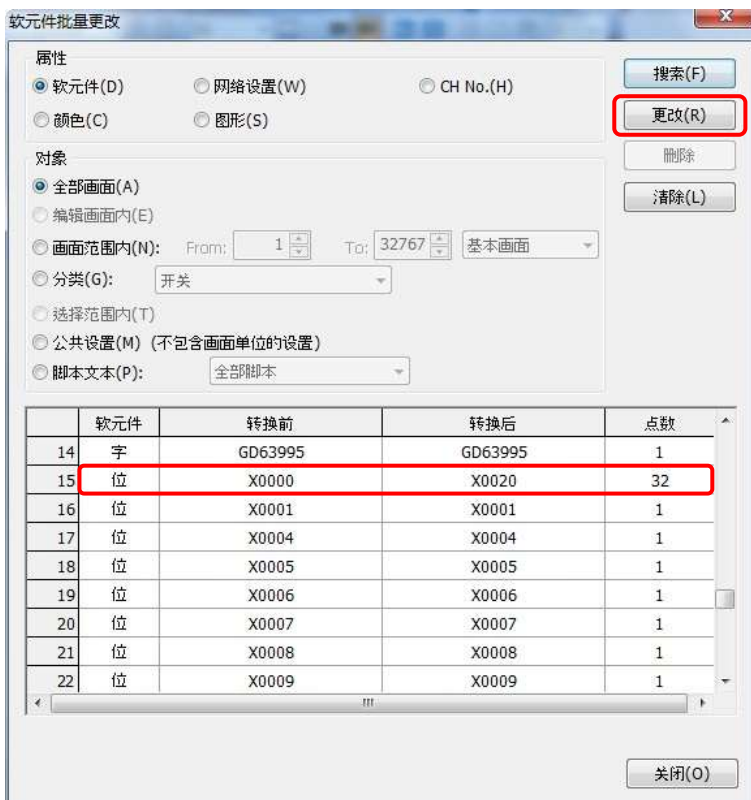 软元件批量更改
属性
软元件(D) 网络设置(W) CH No.(H)
颜色(C) 图形(S)
搜索(F)
更改(R)
删除
清除(L)
对象
全部画面(A)
编辑画面内(E)
画面范围内(N): From: 1 To: 32767 基本画面
分类(G): 开关
选择范围内(T)
公共设置(M) (不包含画面单位的设置)
脚本文本(P): 全部脚本
软元件 转换前 转换后 点数
14 字 GD63995 GD63995 1
15 位 X0000 X0020 32
16 位 X0001 X0001 1
17 位 X0004 X0004 1
18 位 X0005 X0005 1
19 位 X0006 X0006 1
20 位 X0007 X0007 1
21 位 X0008 X0008 1
22 位 X0009 X0009 1
关闭(O)